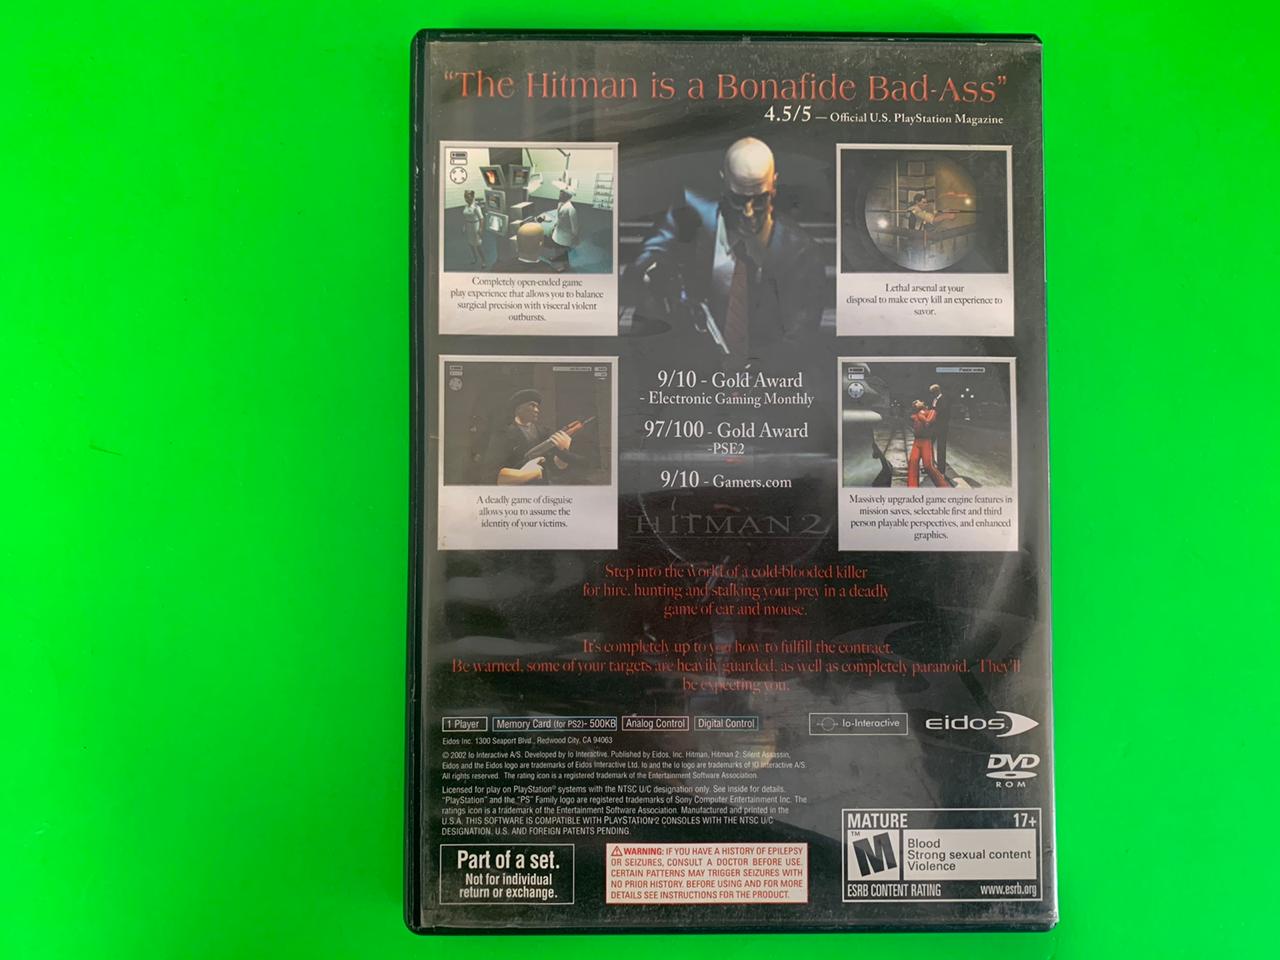 “The Hitman is a Bonafide Bad-Ass”
4.5/5 — Official U.S. PlayStation Magazine
Completely open-ended game
play experience that allows you to balance
surgical precision with visceral violent
outbursts.
Lethal arsenal at your
disposal to make every kill an experience to
savor.
9/10 - Gold Award
- Electronic Gaming Monthly
97/100 - Gold Award
-PSE2
9/10 - Gamers.com
A deadly game of disguise
allows you to assume the
identity of your victims.
Massively upgraded game engine features in
mission saves, selectable first and third
person playable perspectives, and enhanced
graphics.
HITMAN 2
Step into the world of a cold-blooded killer
for hire, hunting and stalking your prey in a deadly
game of cat and mouse.
It's completely up to you how to fulfill the contract.
Be warned, some of your targets are heavily guarded, as well as completely paranoid. They'll
be expecting you.
1 Player Memory Card (for PS2)- 500KB Analog Control Digital Control
Io-Interactive eidos
Eidos Inc. 1300 Seaport Blvd., Redwood City, CA 94063
© 2002 Io Interactive A/S. Developed by Io Interactive. Published by Eidos, Inc. Hitman, Hitman 2: Silent Assassin,
Eidos and the Eidos logo are trademarks of Eidos Interactive Ltd. Io and the Io logo are trademarks of IO Interactive A/S.
All rights reserved. The rating icon is a registered trademark of the Entertainment Software Association.
Licensed for play on PlayStation® systems with the NTSC U/C designation only. See inside for details.
“PlayStation” and the “PS” Family logo are registered trademarks of Sony Computer Entertainment Inc. The
ratings icon is a trademark of the Entertainment Software Association. Manufactured and printed in the
U.S.A. THIS SOFTWARE IS COMPATIBLE WITH PLAYSTATION®2 CONSOLES WITH THE NTSC U/C
DESIGNATION. U.S. AND FOREIGN PATENTS PENDING.
DVD
ROM
Part of a set.
Not for individual
return or exchange.
WARNING: IF YOU HAVE A HISTORY OF EPILEPSY
OR SEIZURES, CONSULT A DOCTOR BEFORE USE.
CERTAIN PATTERNS MAY TRIGGER SEIZURES WITH
NO PRIOR HISTORY. BEFORE USING AND FOR MORE
DETAILS SEE INSTRUCTIONS FOR THE PRODUCT.
MATURE 17+
M™
Blood
Strong sexual content
Violence
ESRB CONTENT RATING www.esrb.org